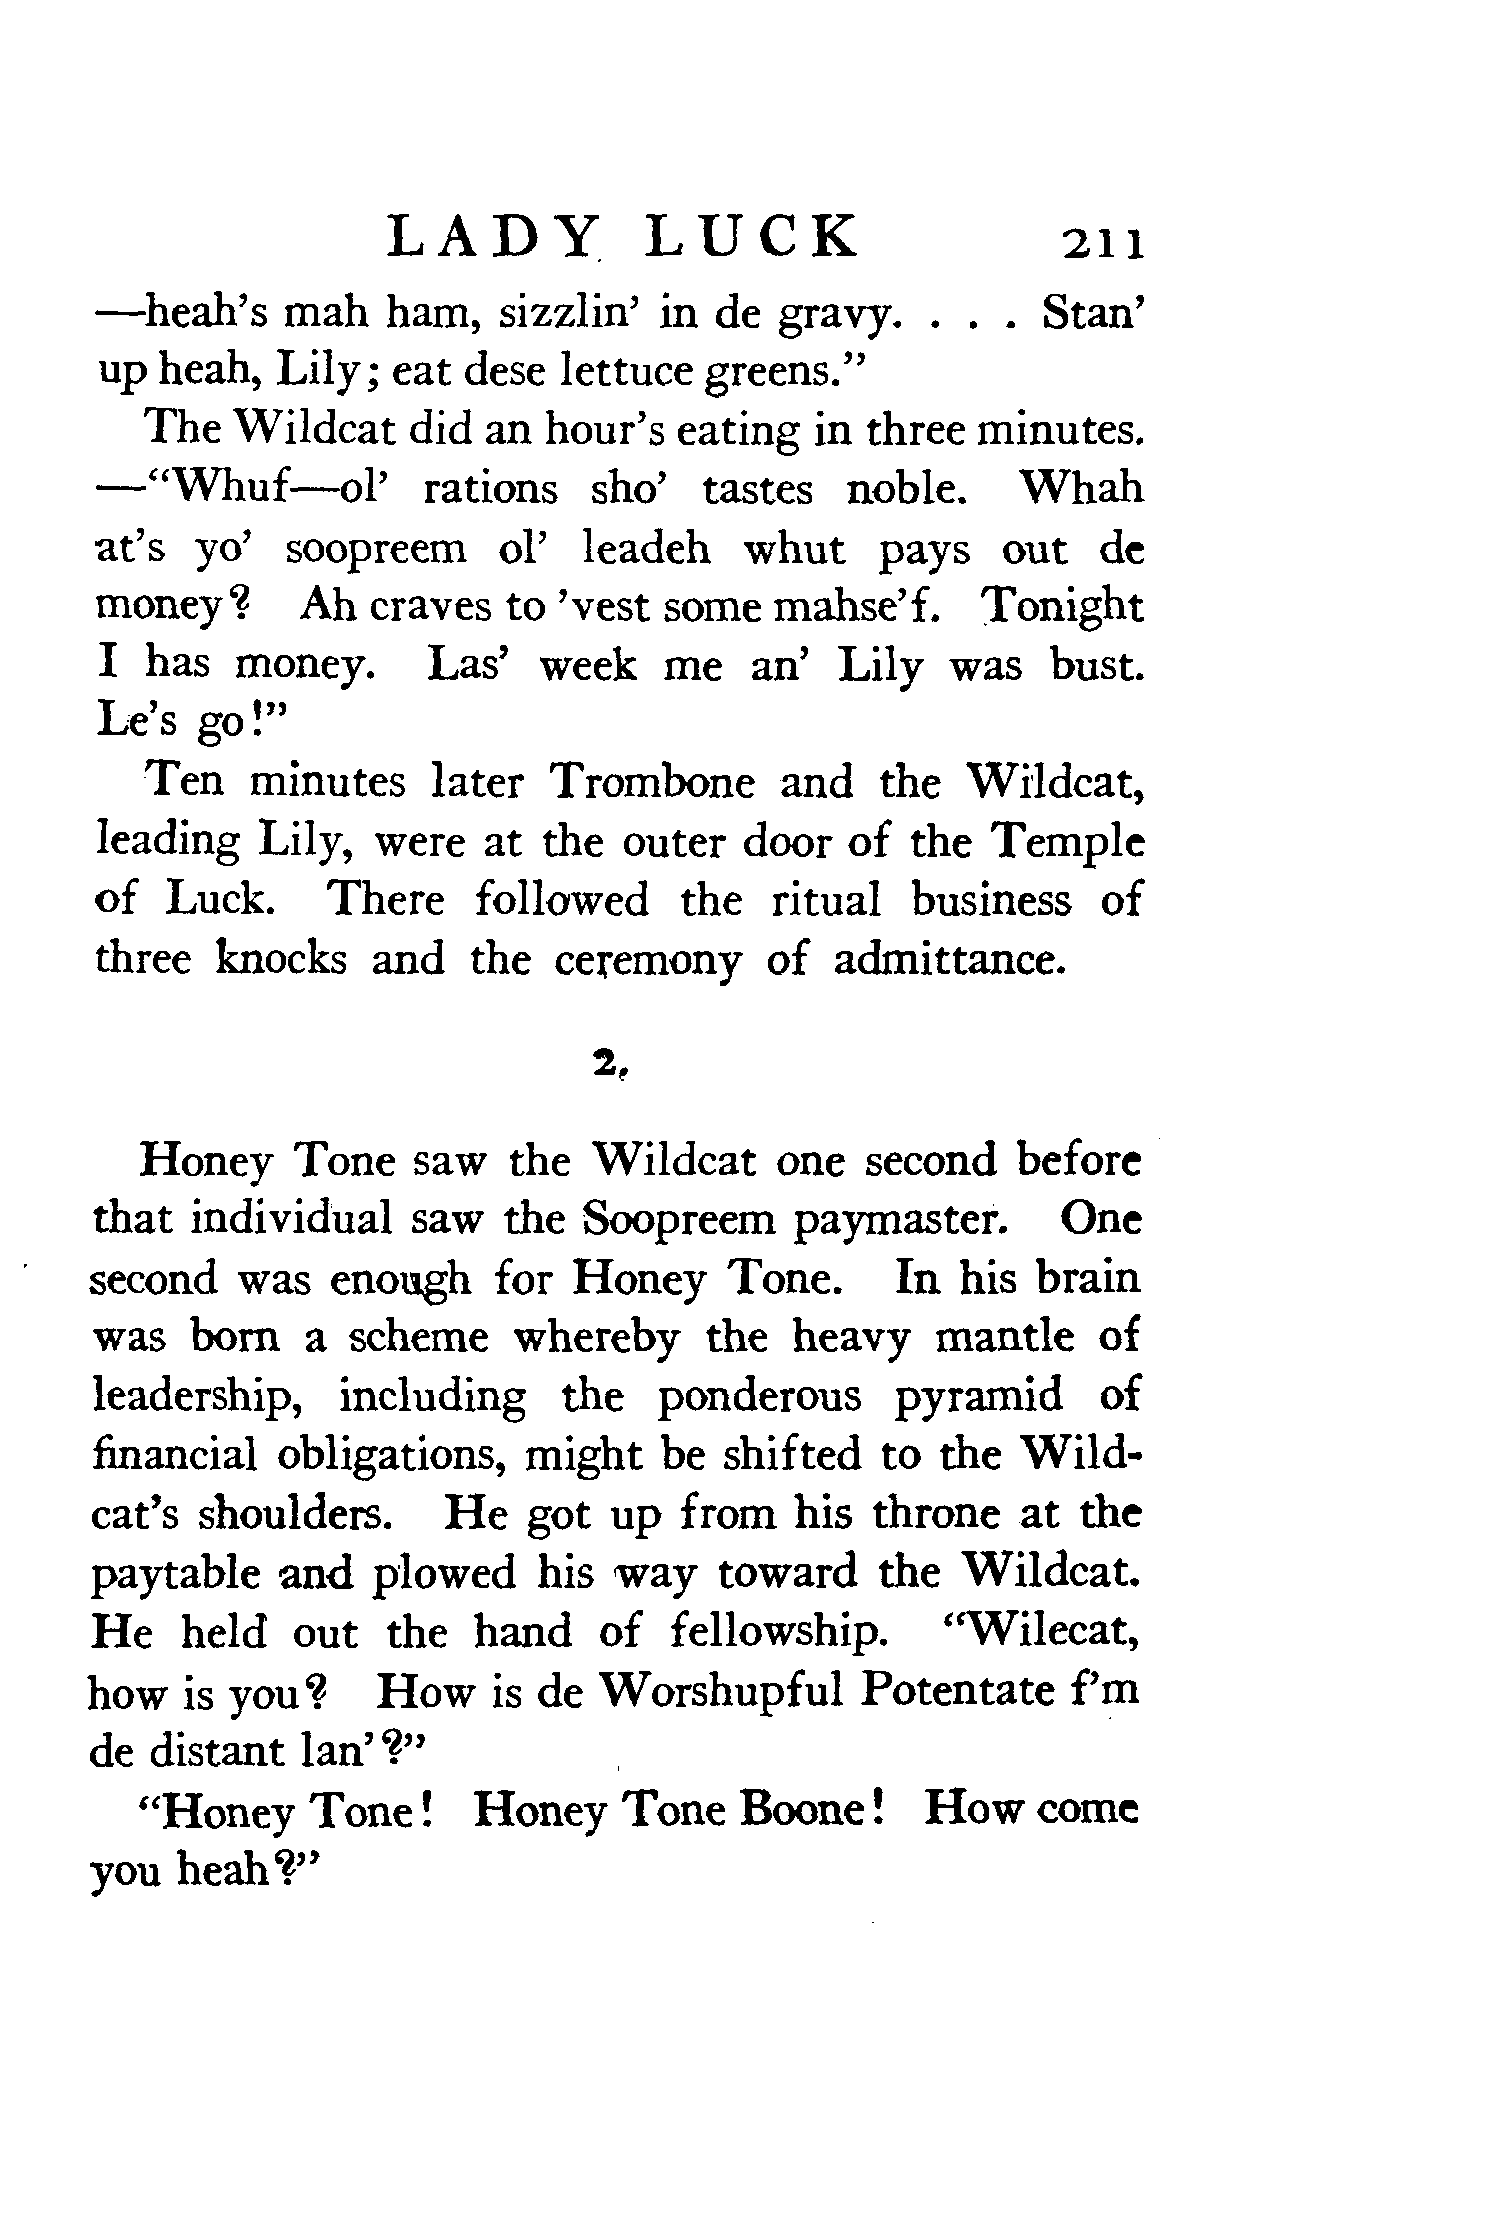 LADY LUCK 211
—heah's mah ham, sizzlin' in de gravy. . . . Stan'
up heah, Lily; eat dese lettuce greens."
The Wildcat did an hour's eating in three minutes.
—"Whuf—ol' rations sho' tastes noble. Whah
at's yo' soopreem ol' leadeh whut pays out de
money? Ah craves to 'vest some mahse'f. Tonight
I has money. Las' week me an' Lily was bust.
Le's go!"
Ten minutes later Trombone and the Wildcat,
leading Lily, were at the outer door of the Temple
of Luck. There followed the ritual business of
three knocks and the ceremony of admittance.
2.
Honey Tone saw the Wildcat one second before
that individual saw the Soopreem paymaster. One
second was enough for Honey Tone. In his brain
was born a scheme whereby the heavy mantle of
leadership, including the ponderous pyramid of
financial obligations, might be shifted to the Wild-
cat's shoulders. He got up from his throne at the
paytable and plowed his way toward the Wildcat.
He held out the hand of fellowship. "Wilecat,
how is you? How is de Worshupful Potentate f'm
de distant lan'?"
"Honey Tone! Honey Tone Boone! How come
you heah?"